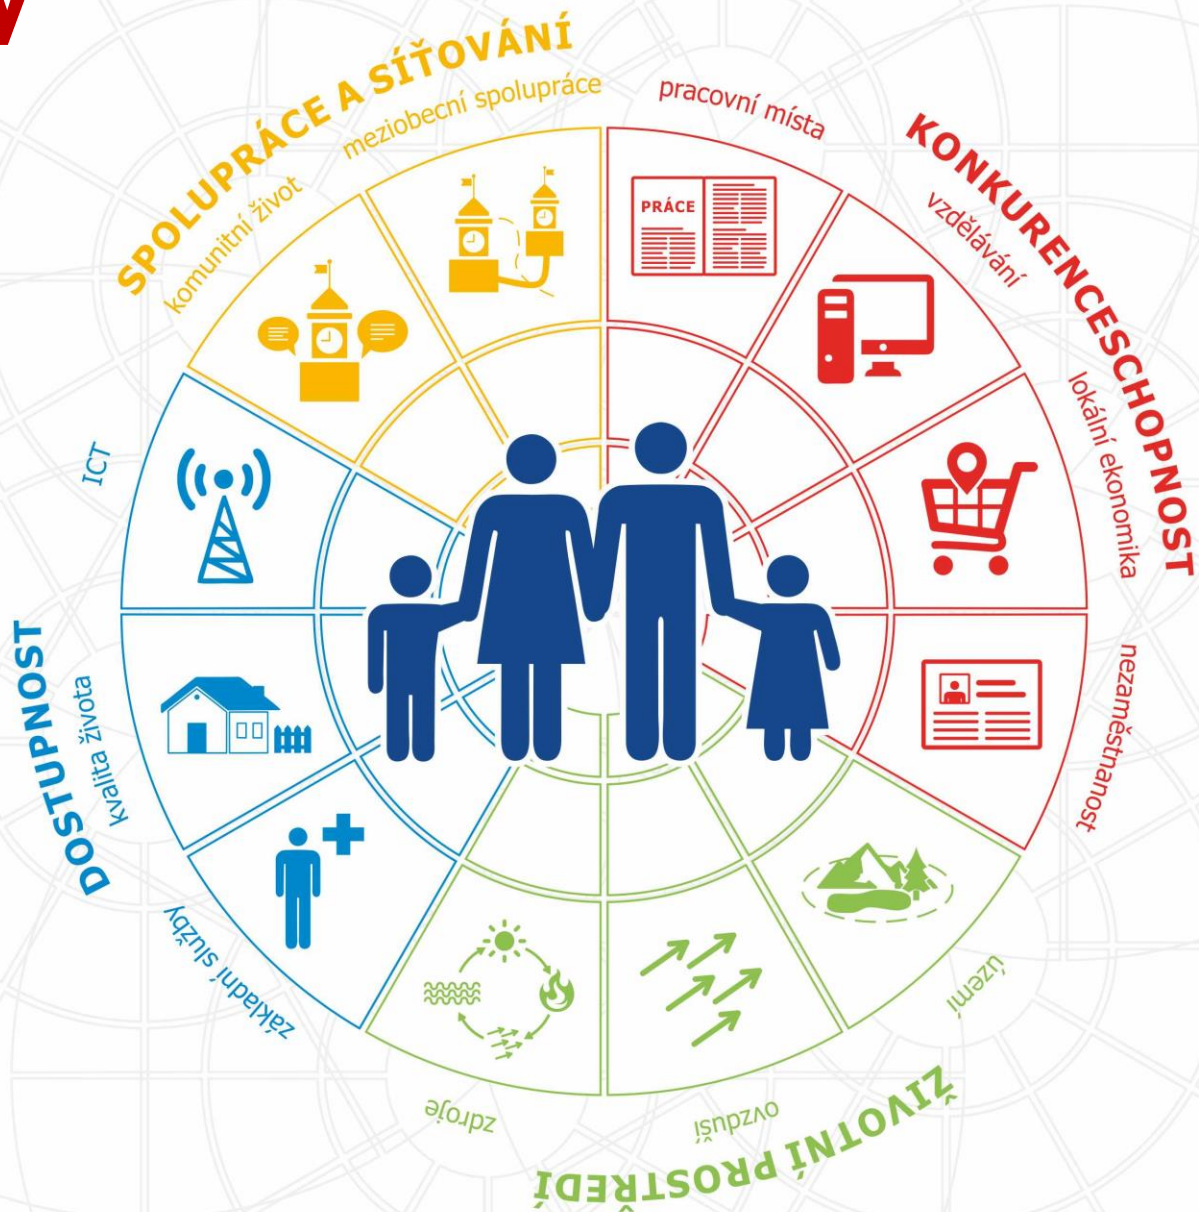 SPOLUPRÁCE A SÍŤOVÁNÍ
meziobecní spolupráce
komunitní život
pracovní místa
KONKURENCESCHOPNOST
vzdělávání
lokální ekonomika
nezaměstnanost
PRÁCE
ICT
DOSTUPNOST
kvalita života
základní služby
území
ovzduší
zdroje
ŽIVOTNÍ PROSTŘEDÍ